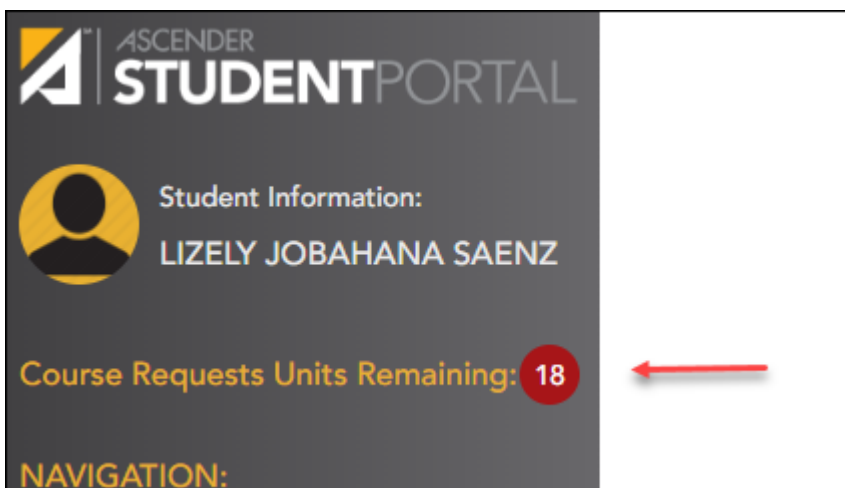 ASCENDER
STUDENTPORTAL
Student Information:
LIZELY JOBAHANA SAENZ
Course Requests Units Remaining: 18
NAVIGATION: